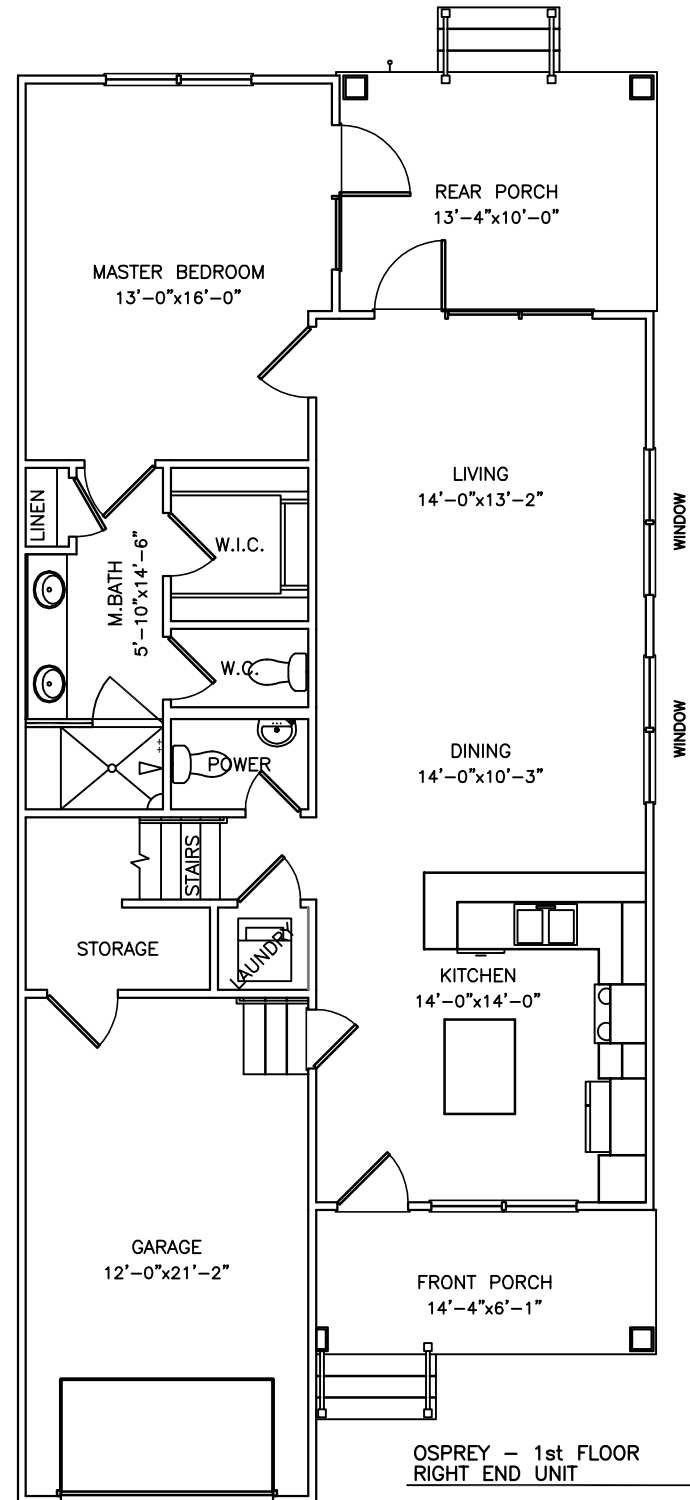 REAR PORCH
13'-4"x10'-0"
MASTER BEDROOM
13'-0"x16'-0"
LIVING
14'-0"x13'-2"
WINDOW
LINEN
W.I.C.
M.BATH
5'-10"x14'-6"
W.C.
WINDOW
DINING
14'-0"x10'-3"
POWER
STAIRS
STORAGE
LAUNDRY
KITCHEN
14'-0"x14'-0"
GARAGE
12'-0"x21'-2"
FRONT PORCH
14'-4"x6'-1"
OSPREY – 1st FLOOR
RIGHT END UNIT